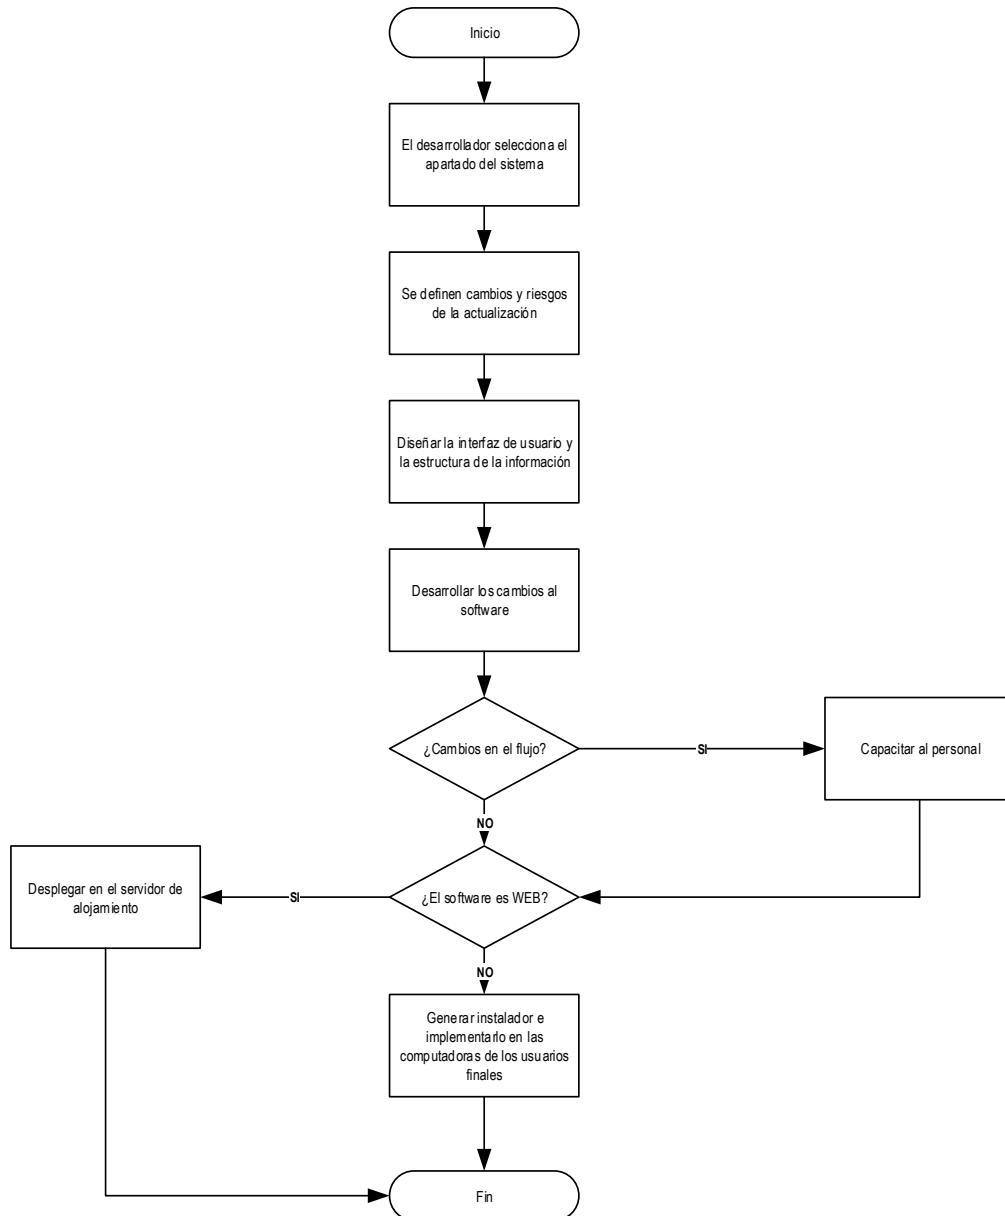 Inicio
El desarrollador selecciona el
apartado del sistema
Se definen cambios y riesgos
de la actualización
Diseñar la interfaz de usuario y
la estructura de la información
Desarrollar los cambios al
software
¿Cambios en el flujo?
SI
Capacitar al personal
NO
Desplegar en el servidor de
alojamiento
SI
¿El software es WEB?
NO
Generar instalador e
implementarlo en las
computadoras de los usuarios
finales
Fin